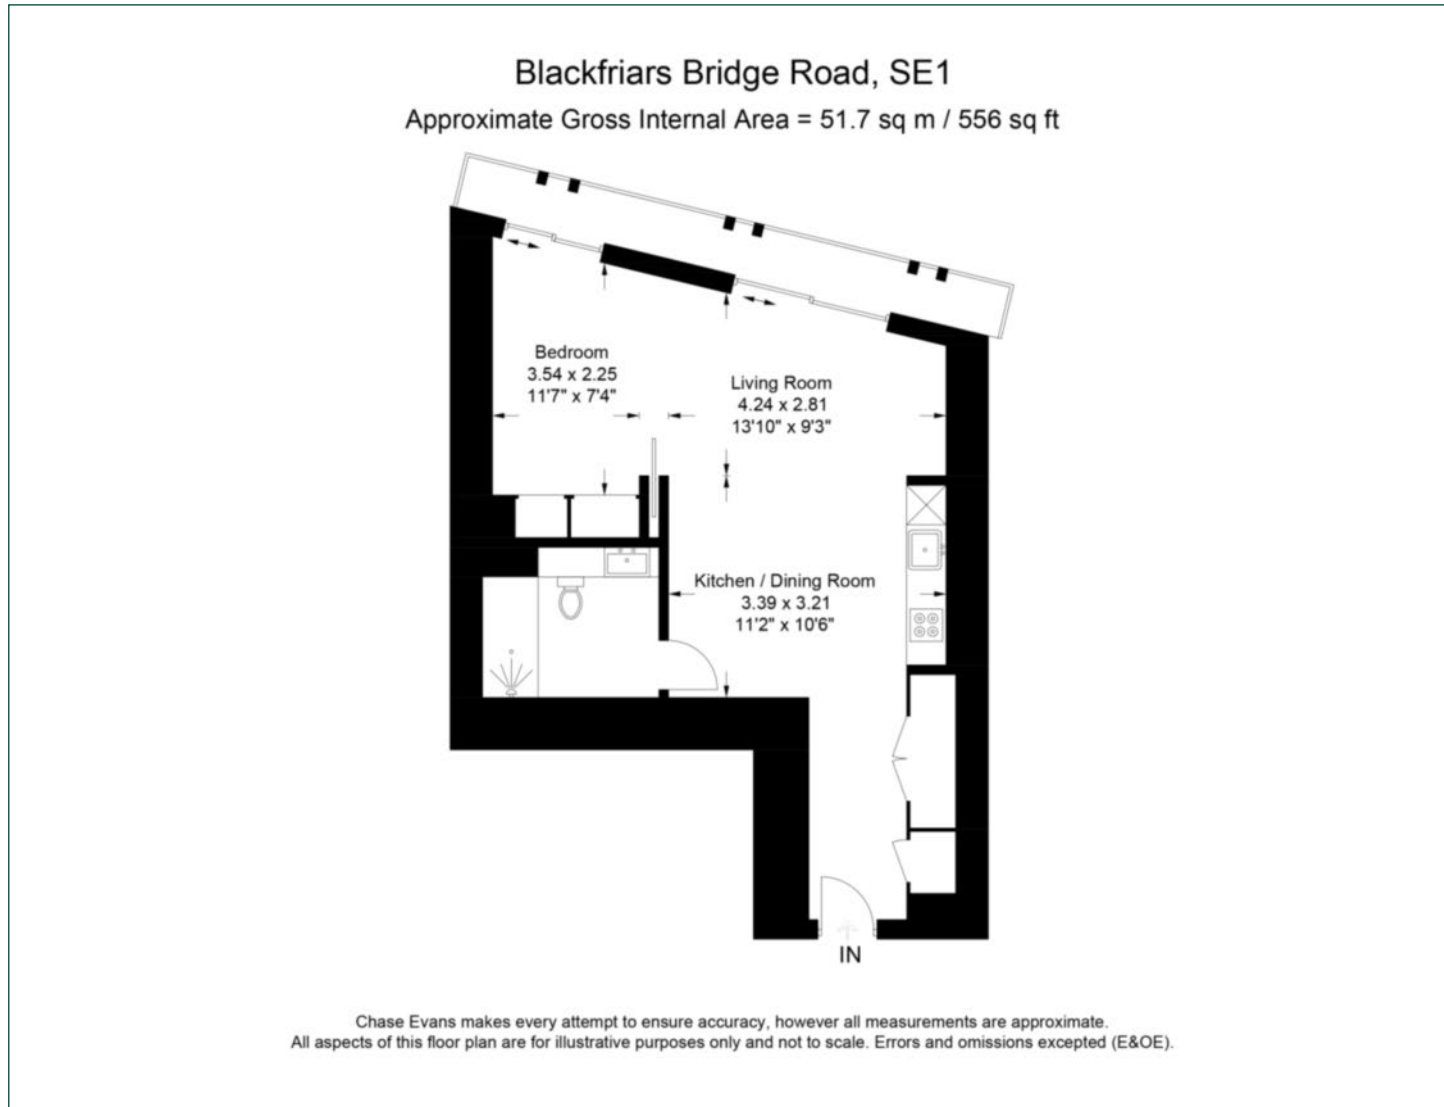 Blackfriars Bridge Road, SE1
Approximate Gross Internal Area = 51.7 sq m / 556 sq ft
Bedroom
3.54 x 2.25
11'7" x 7'4"
Living Room
4.24 x 2.81
13'10" x 9'3"
Kitchen / Dining Room
3.39 x 3.21
11'2" x 10'6"
IN
Chase Evans makes every attempt to ensure accuracy, however all measurements are approximate.
All aspects of this floor plan are for illustrative purposes only and not to scale. Errors and omissions excepted (E&OE).